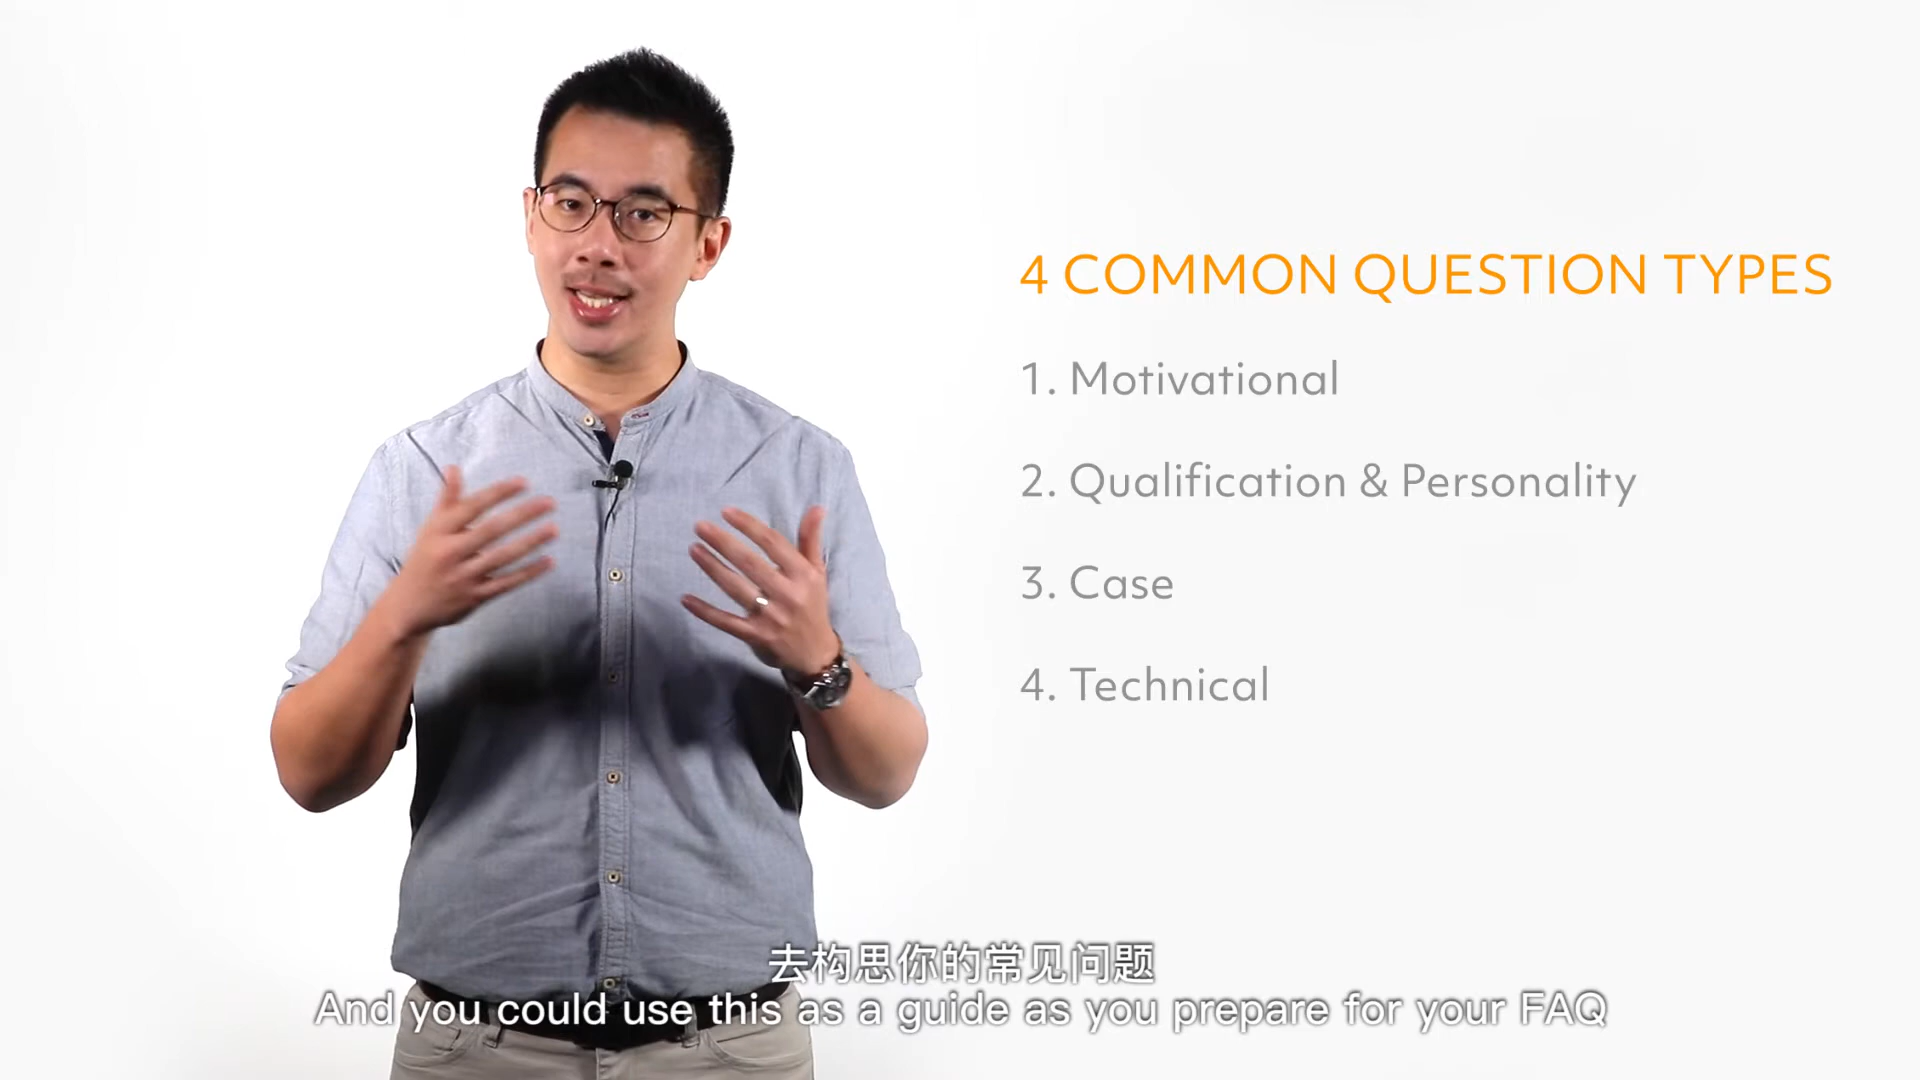 4 COMMON QUESTION TYPES
1. Motivational
2. Qualification & Personality
3. Case
4. Technical
去构思你的常见问题
And you could use this as a guide as you prepare for your FAQ